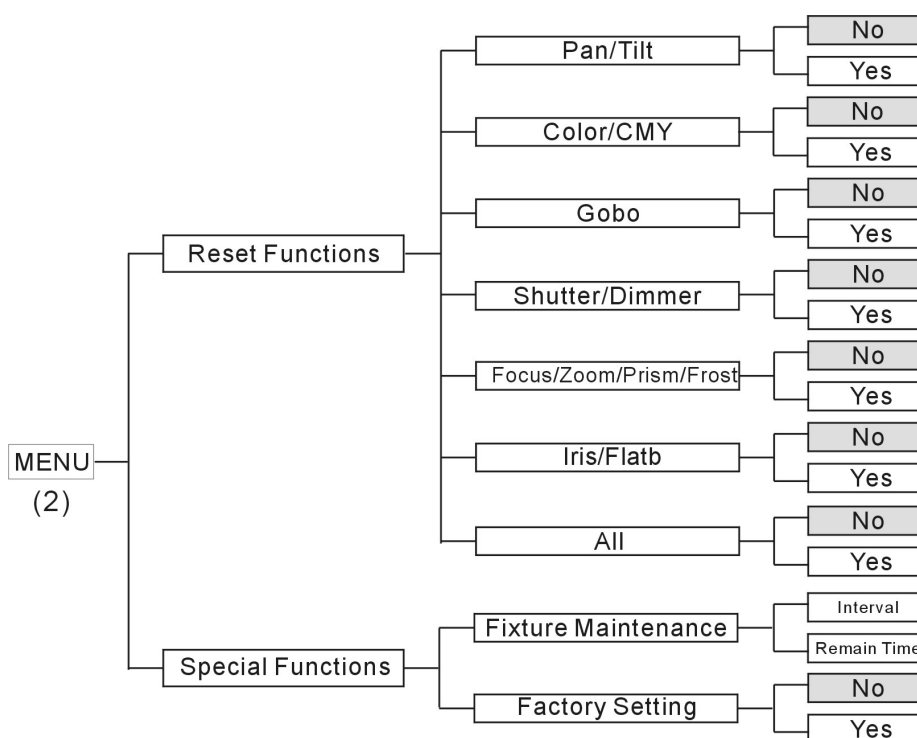 MENU
(2)
Reset Functions
Pan/Tilt
No
Yes
Color/CMY
No
Yes
Gobo
No
Yes
Shutter/Dimmer
No
Yes
Focus/Zoom/Prism/Frost
No
Yes
Iris/Flatb
No
Yes
All
No
Yes
Special Functions
Fixture Maintenance
Interval
Remain Time
Factory Setting
No
Yes